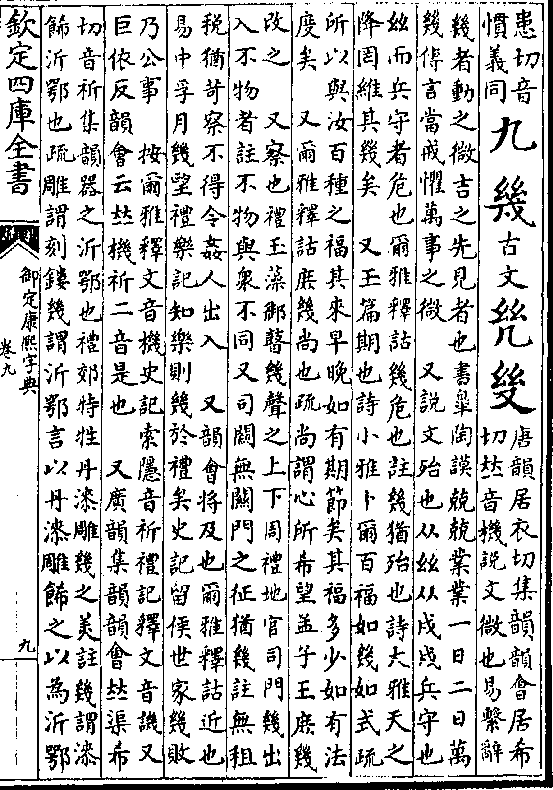 患切音
慣義同
九
幾
古文𠆻㡬
唐韻居衣切集韻韻會居希
切𠀤音機說文微也易繫辭
幾者動之微吉之先見者也書臯陶謨兢兢業業一日二日萬
幾傳言當戒懼萬事之微　又說文殆也从𢆶从戍戍兵守也
𢆶而兵守者危也爾雅釋詁幾危也註幾猶殆也詩大雅天之
降罔維其幾矣　又玉篇期也詩小雅卜爾百福如幾如式疏
所以與汝百種之福其來早晚如有期節矣其福多少如有法
度矣　又爾雅釋詁庶幾尚也疏尚謂心所希望孟子王庶幾
改之　又察也禮玉藻御瞽幾聲之上下周禮地官司門幾出
入不物者註不物與衆不同又司關無關門之征猶幾註無租
稅猶苛察不得令姦人出入　又韻會將及也爾雅釋詁近也
易中孚月幾望禮樂記知樂則幾於禮矣史記留侯世家幾敗
乃公事　按爾雅釋文音機史記索隱音祈禮記釋文音譏又
巨依反韻會云𠀤機祈二音是也　又廣韻集韻韻會𠀤渠希
切音祈集韻器之沂鄂也禮郊特牲丹漆雕幾之美註幾謂漆
飾沂鄂也疏雕謂刻鏤幾謂沂鄂言以丹漆雕飾之以為沂鄂
欽定四庫全書
御定康熙字典
卷九
九